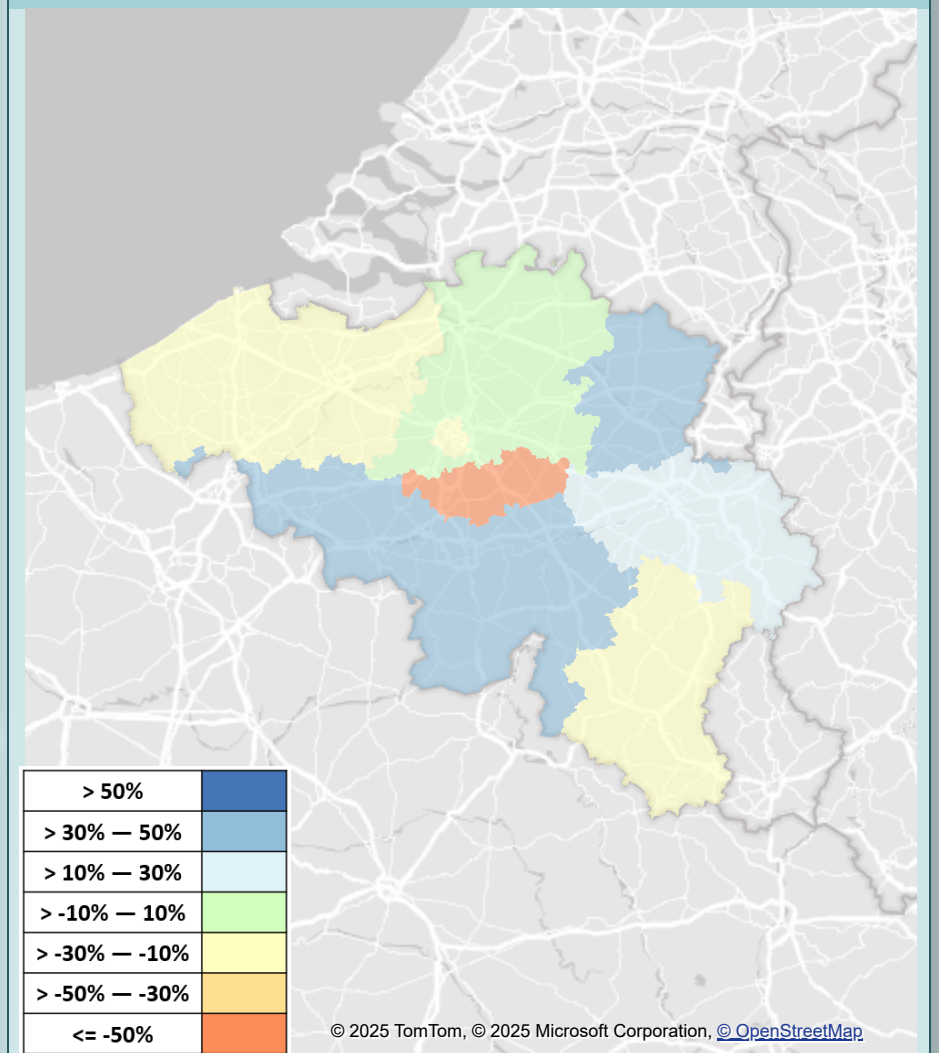 > 50%
> 30% — 50%
> 10% — 30%
> -10% — 10%
> -30% — -10%
> -50% — -30%
<= -50%
© 2025 TomTom, © 2025 Microsoft Corporation, © OpenStreetMap